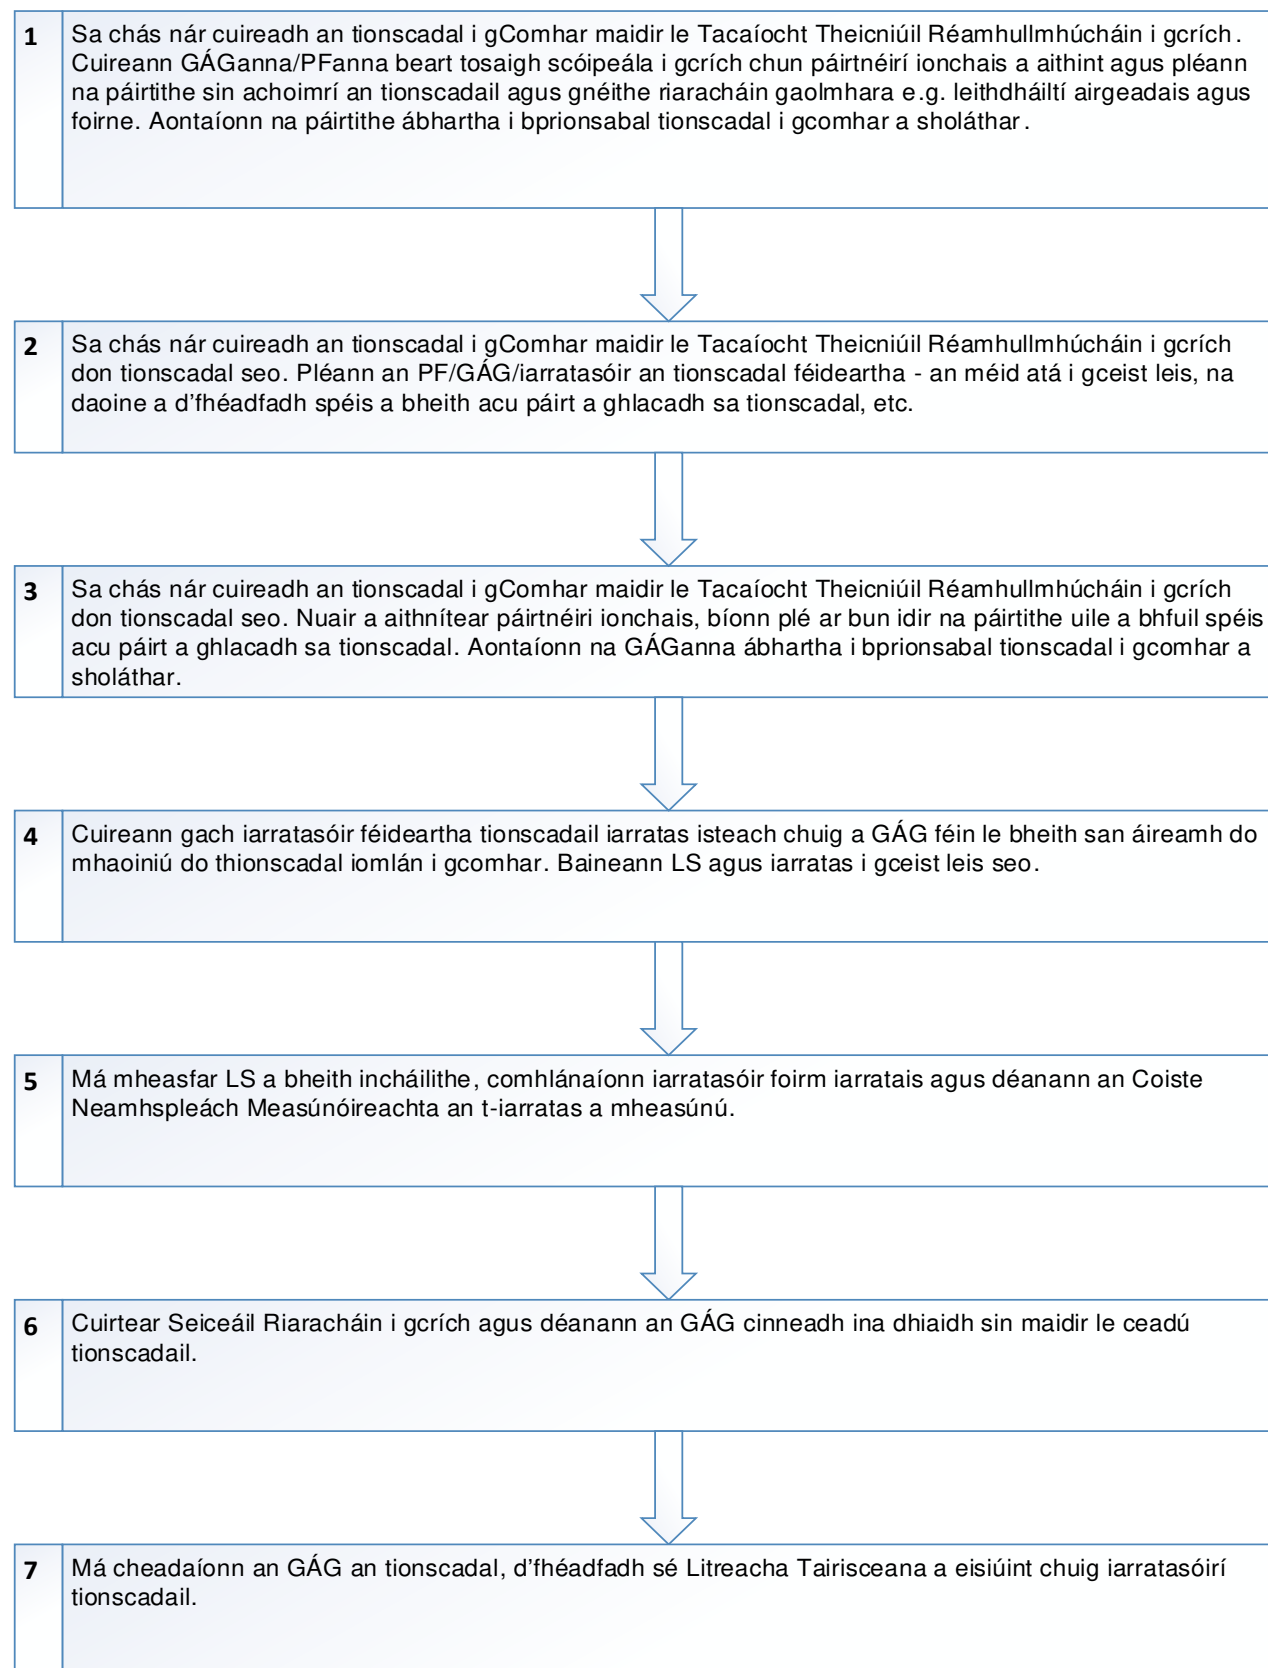 1 Sa chás nár cuireadh an tionscadal i gComhar maidir le Tacaíocht Theicniúil Réamhullmhúcháin i gcrích.
Cuireann GÁGanna/PFanna beart tosaigh scóipeála i gcrích chun páirtnéirí ionchais a aithint agus pléann
na páirtithe sin achoimrí an tionscadail agus gnéithe riaracháin gaolmhara e.g. leithdháiltí airgeadais agus
foirne. Aontaíonn na páirtithe ábhartha i bprionsabal tionscadal i gcomhar a sholáthar.
2 Sa chás nár cuireadh an tionscadal i gComhar maidir le Tacaíocht Theicniúil Réamhullmhúcháin i gcrích
don tionscadal seo. Pléann an PF/GÁG/iarratasóir an tionscadal féideartha - an méid atá i gceist leis, na
daoine a d'fhéadfadh spéis a bheith acu páirt a ghlacadh sa tionscadal, etc.
3 Sa chás nár cuireadh an tionscadal i gComhar maidir le Tacaíocht Theicniúil Réamhullmhúcháin i gcrích
don tionscadal seo. Nuair a aithnítear páirtnéiri ionchais, bíonn plé ar bun idir na páirtithe uile a bhfuil spéis
acu páirt a ghlacadh sa tionscadal. Aontaíonn na GÁGanna ábhartha i bprionsabal tionscadal i gcomhar a
sholáthar.
4 Cuireann gach iarratasóir féideartha tionscadail iarratas isteach chuig a GÁG féin le bheith san áireamh do
mhaoiniú do thionscadal iomlán i gcomhar. Baineann LS agus iarratas i gceist leis seo.
5 Má mheasfar LS a bheith incháilithe, comhlánaíonn iarratasóir foirm iarratais agus déanann an Coiste
Neamhspleách Measúnóireachta an t-iarratas a mheasúnú.
6 Cuirtear Seiceáil Riaracháin i gcrích agus déanann an GÁG cinneadh ina dhiaidh sin maidir le ceadú
tionscadail.
7 Má cheadaíonn an GÁG an tionscadal, d'fhéadfadh sé Litreacha Tairisceana a eisiúint chuig iarratasóirí
tionscadail.